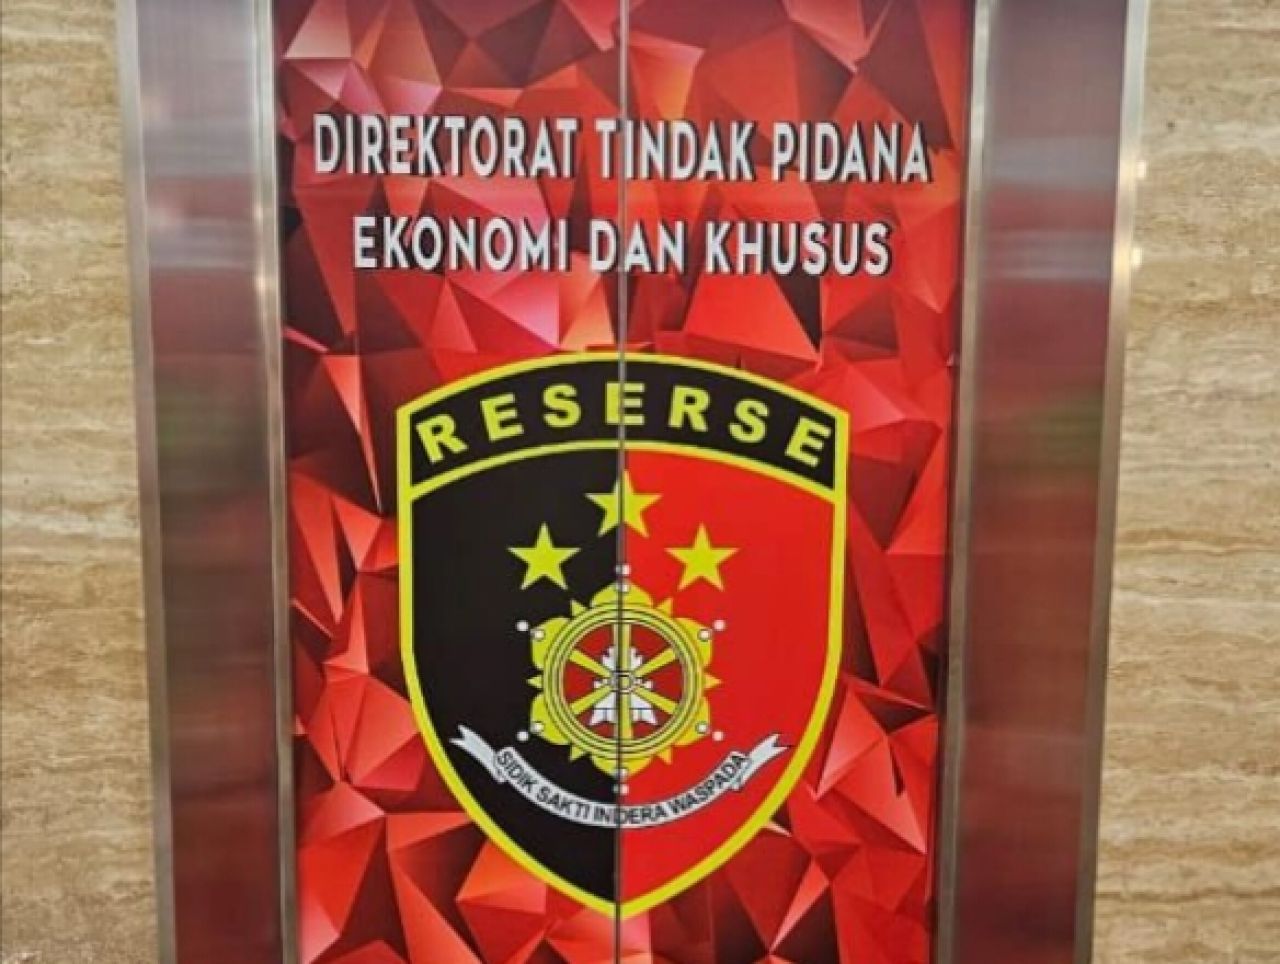 DIREKTORAT TINDAK PIDANA
EKONOMI DAN KHUSUS
RESERSE
SIDIK SAKTI INDERA WASPADA